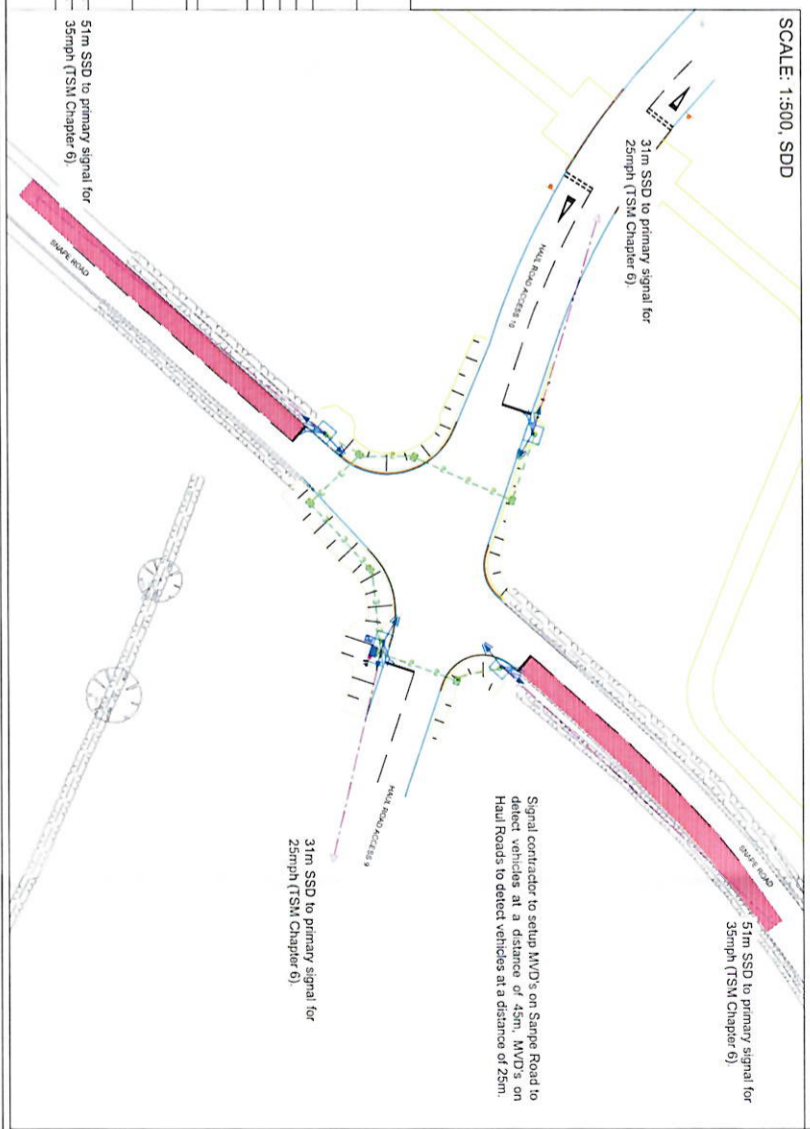 SCALE: 1:500, SDD
51m SSD to primary signal for
35mph (TSM Chapter 6).
31m SSD to primary signal for
25mph (TSM Chapter 6).
SNAPE ROAD
HAUL ROAD ACCESS 10
HAUL ROAD ACCESS 9
SNAPE ROAD
51m SSD to primary signal for
35mph (TSM Chapter 6).
Signal contractor to setup MVD's on Sanpe Road to
detect vehicles at a distance of 45m, MVD's on
Haul Roads to detect vehicles at a distance of 25m.
31m SSD to primary signal for
25mph (TSM Chapter 6).